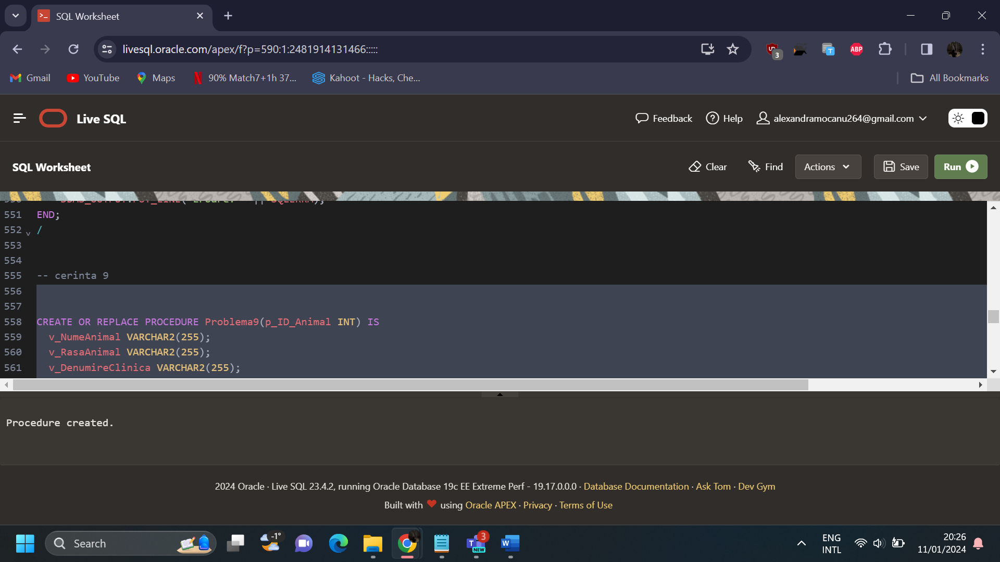 SQL Worksheet
livesql.oracle.com/apex/f?p=590:1:2481914131466:::::
3
T
ABP
Gmail
YouTube
Maps
90% Match7+1h 37...
Kahoot - Hacks, Che...
All Bookmarks
Live SQL
Feedback
Help
alexandramocanu264@gmail.com
SQL Worksheet
Clear
Find
Actions
Save
Run
551 END;
552 /
553
554
555 -- cerinta 9
556
557
558 CREATE OR REPLACE PROCEDURE Problema9(p_ID_Animal INT) IS
559 v_NumeAnimal VARCHAR2(255);
560 v_RasaAnimal VARCHAR2(255);
561 v_DenumireClinica VARCHAR2(255);
Procedure created.
2024 Oracle · Live SQL 23.4.2, running Oracle Database 19c EE Extreme Perf - 19.17.0.0.0 · Database Documentation · Ask Tom · Dev Gym
Built with ❤ using Oracle APEX · Privacy · Terms of Use
Search
-1°
T
3
NEW
W
ENG
INTL
20:26
11/01/2024